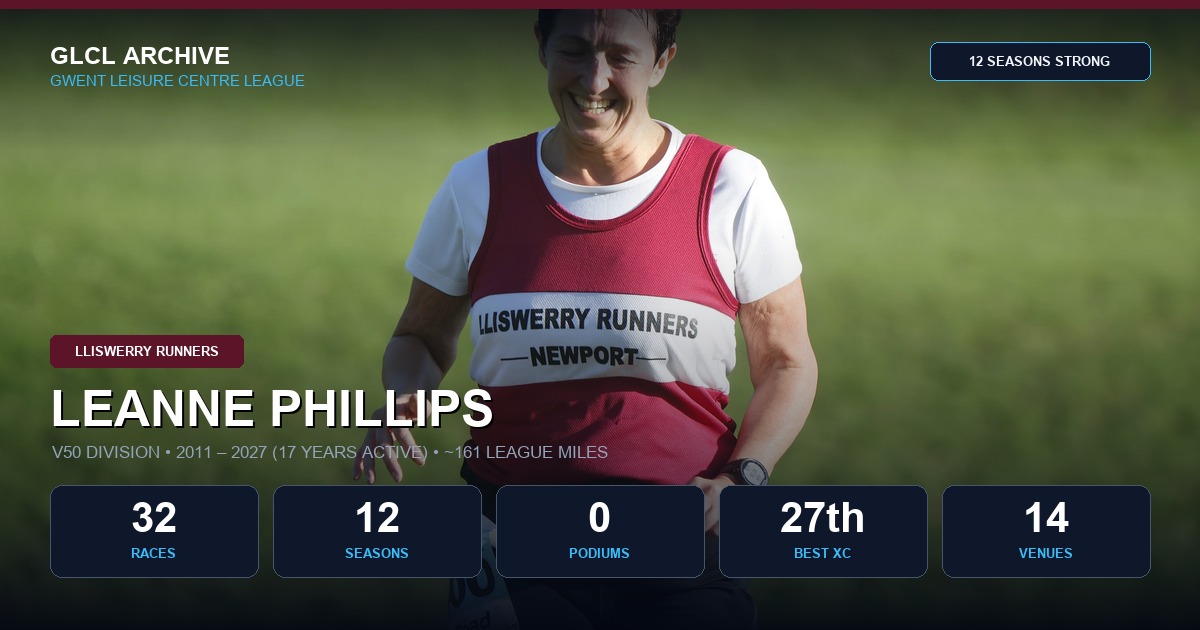 GLCL ARCHIVE
GWENT LEISURE CENTRE LEAGUE
12 SEASONS STRONG
LLISWERRY RUNNERS
NEWPORT
LLISWERRY RUNNERS
LEANNE PHILLIPS
V50 DIVISION • 2011 – 2027 (17 YEARS ACTIVE) • ~161 LEAGUE MILES
32
RACES
12
SEASONS
0
PODIUMS
27th
BEST XC
14
VENUES